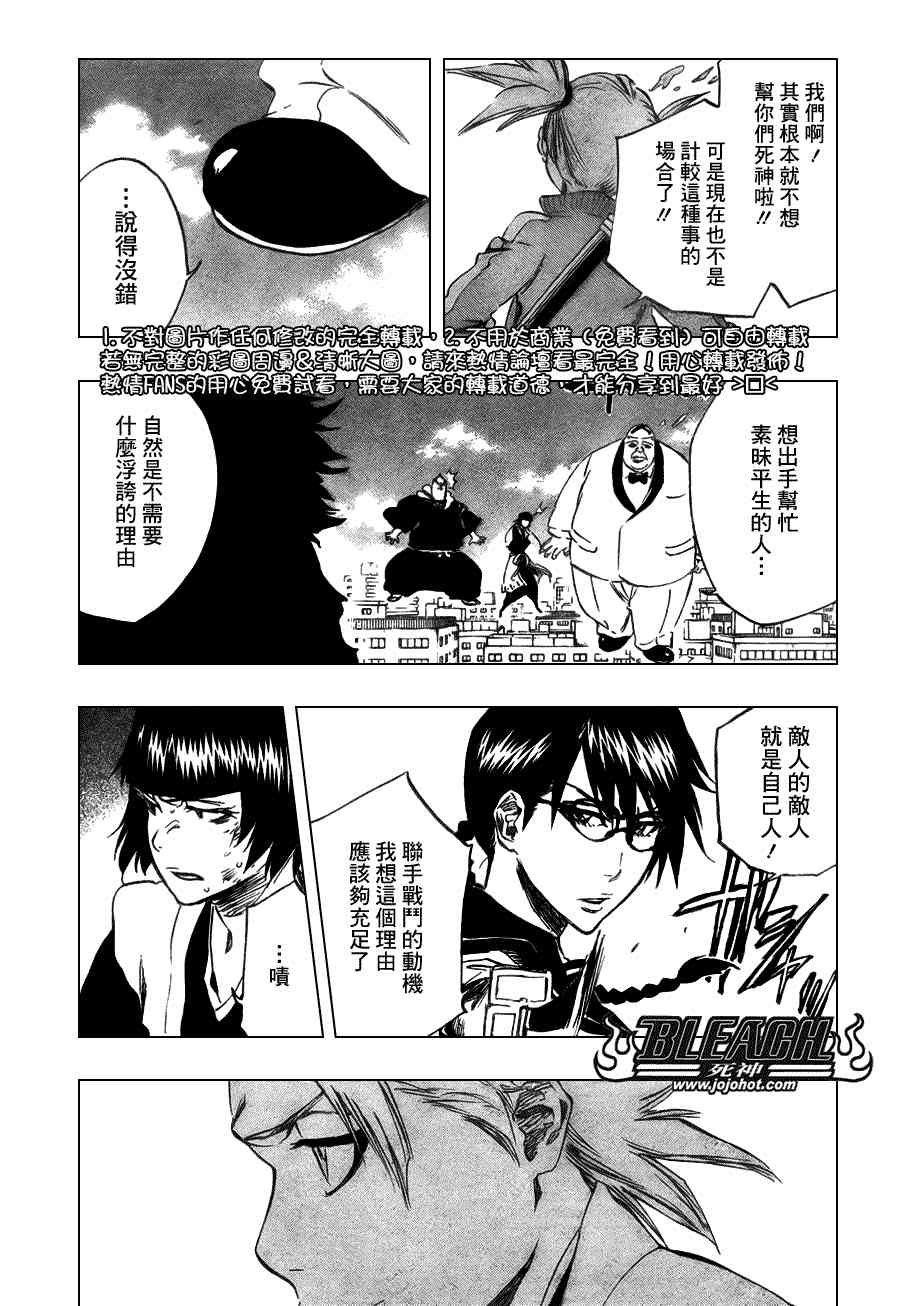 我們啊！
其實根本就不想
幫你們死神啦!!
可是現在也不是
計較這種事的
場合了!!
…說得沒錯
1. 不對圖片作任何修改的完全轉載，2. 不用於商業（免費看到）可自由轉載
若無完整的彩圖周邊&清晰大圖，請來熱情論壇看最完全！用心轉載發佈！
熱情FANS的用心免費試看，需要大家的轉載道德，才能分享到最好 >口<
想出手幫忙
素昧平生的人…
自然是不需要
什麼浮誇的理由
敵人的敵人
就是自己人！
聯手戰鬥的動機
我想這個理由
應該夠充足了
…嘖
BLEACH
死神
www.jojohot.com